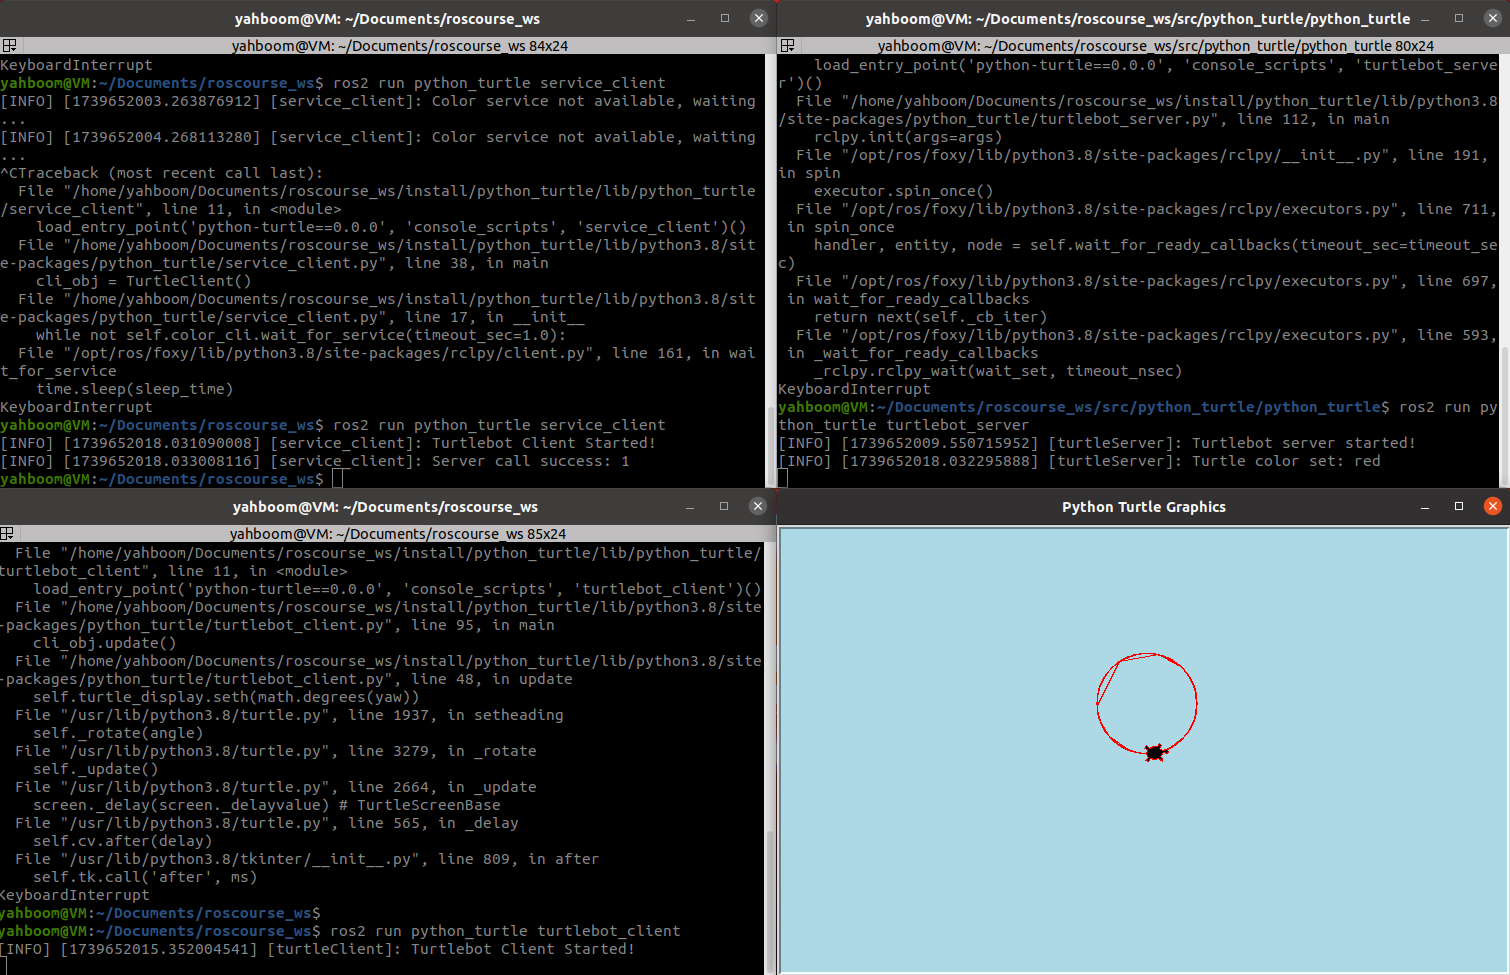 yahboom@VM: ~/Documents/roscourse_ws
yahboom@VM: ~/Documents/roscourse_ws 84x24
KeyboardInterrupt
yahboom@VM:~/Documents/roscourse_ws$ ros2 run python_turtle service_client
[INFO] [1739652003.263876912] [service_client]: Color service not available, waiting
...
[INFO] [1739652004.268113280] [service_client]: Color service not available, waiting
...
^CTraceback (most recent call last):
  File "/home/yahboom/Documents/roscourse_ws/install/python_turtle/lib/python_turtle
/service_client", line 11, in <module>
    load_entry_point('python-turtle==0.0.0', 'console_scripts', 'service_client')()
  File "/home/yahboom/Documents/roscourse_ws/install/python_turtle/lib/python3.8/sit
e-packages/python_turtle/service_client.py", line 38, in main
    cli_obj = TurtleClient()
  File "/home/yahboom/Documents/roscourse_ws/install/python_turtle/lib/python3.8/sit
e-packages/python_turtle/service_client.py", line 17, in __init__
    while not self.color_cli.wait_for_service(timeout_sec=1.0):
  File "/opt/ros/foxy/lib/python3.8/site-packages/rclpy/client.py", line 161, in wai
t_for_service
    time.sleep(sleep_time)
KeyboardInterrupt
yahboom@VM:~/Documents/roscourse_ws$ ros2 run python_turtle service_client
[INFO] [1739652018.031090008] [service_client]: Turtlebot Client Started!
[INFO] [1739652018.033008116] [service_client]: Server call success: 1
yahboom@VM:~/Documents/roscourse_ws$
yahboom@VM: ~/Documents/roscourse_ws/src/python_turtle/python_turtle
yahboom@VM: ~/Documents/roscourse_ws/src/python_turtle/python_turtle 80x24
    load_entry_point('python-turtle==0.0.0', 'console_scripts', 'turtlebot_serve
r')()
  File "/home/yahboom/Documents/roscourse_ws/install/python_turtle/lib/python3.8
/site-packages/python_turtle/turtlebot_server.py", line 112, in main
    rclpy.init(args=args)
  File "/opt/ros/foxy/lib/python3.8/site-packages/rclpy/__init__.py", line 191,
in spin
    executor.spin_once()
  File "/opt/ros/foxy/lib/python3.8/site-packages/rclpy/executors.py", line 711,
 in spin_once
    handler, entity, node = self.wait_for_ready_callbacks(timeout_sec=timeout_se
c)
  File "/opt/ros/foxy/lib/python3.8/site-packages/rclpy/executors.py", line 697,
 in wait_for_ready_callbacks
    return next(self._cb_iter)
  File "/opt/ros/foxy/lib/python3.8/site-packages/rclpy/executors.py", line 593,
 in _wait_for_ready_callbacks
    _rclpy.rclpy_wait(wait_set, timeout_nsec)
KeyboardInterrupt
yahboom@VM:~/Documents/roscourse_ws/src/python_turtle/python_turtle$ ros2 run py
thon_turtle turtlebot_server
[INFO] [1739652009.550715952] [turtleServer]: Turtlebot server started!
[INFO] [1739652018.032295888] [turtleServer]: Turtle color set: red
yahboom@VM: ~/Documents/roscourse_ws
yahboom@VM: ~/Documents/roscourse_ws 85x24
  File "/home/yahboom/Documents/roscourse_ws/install/python_turtle/lib/python_turtle/
turtlebot_client", line 11, in <module>
    load_entry_point('python-turtle==0.0.0', 'console_scripts', 'turtlebot_client')()
  File "/home/yahboom/Documents/roscourse_ws/install/python_turtle/lib/python3.8/site
-packages/python_turtle/turtlebot_client.py", line 95, in main
    cli_obj.update()
  File "/home/yahboom/Documents/roscourse_ws/install/python_turtle/lib/python3.8/site
-packages/python_turtle/turtlebot_client.py", line 48, in update
    self.turtle_display.seth(math.degrees(yaw))
  File "/usr/lib/python3.8/turtle.py", line 1937, in setheading
    self._rotate(angle)
  File "/usr/lib/python3.8/turtle.py", line 3279, in _rotate
    self._update()
  File "/usr/lib/python3.8/turtle.py", line 2664, in _update
    screen._delay(screen._delayvalue) # TurtleScreenBase
  File "/usr/lib/python3.8/turtle.py", line 565, in _delay
    self.cv.after(delay)
  File "/usr/lib/python3.8/tkinter/__init__.py", line 809, in after
    self.tk.call('after', ms)
KeyboardInterrupt
yahboom@VM:~/Documents/roscourse_ws$
yahboom@VM:~/Documents/roscourse_ws$ ros2 run python_turtle turtlebot_client
[INFO] [1739652015.352004541] [turtleClient]: Turtlebot Client Started!
Python Turtle Graphics